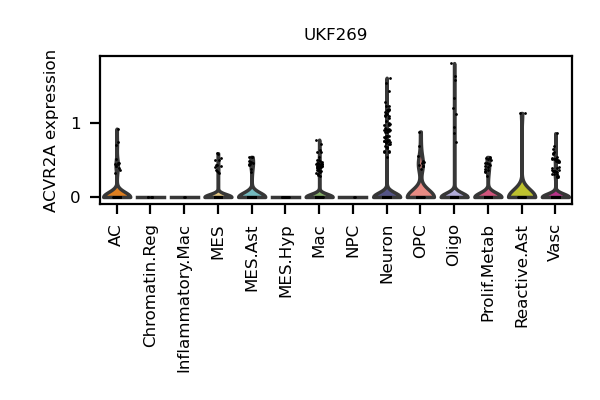 UKF269
ACVR2A expression
1
0
AC
Chromatin.Reg
Inflammatory.Mac
MES
MES.Ast
MES.Hyp
Mac
NPC
Neuron
OPC
Oligo
Prolif.Metab
Reactive.Ast
Vasc